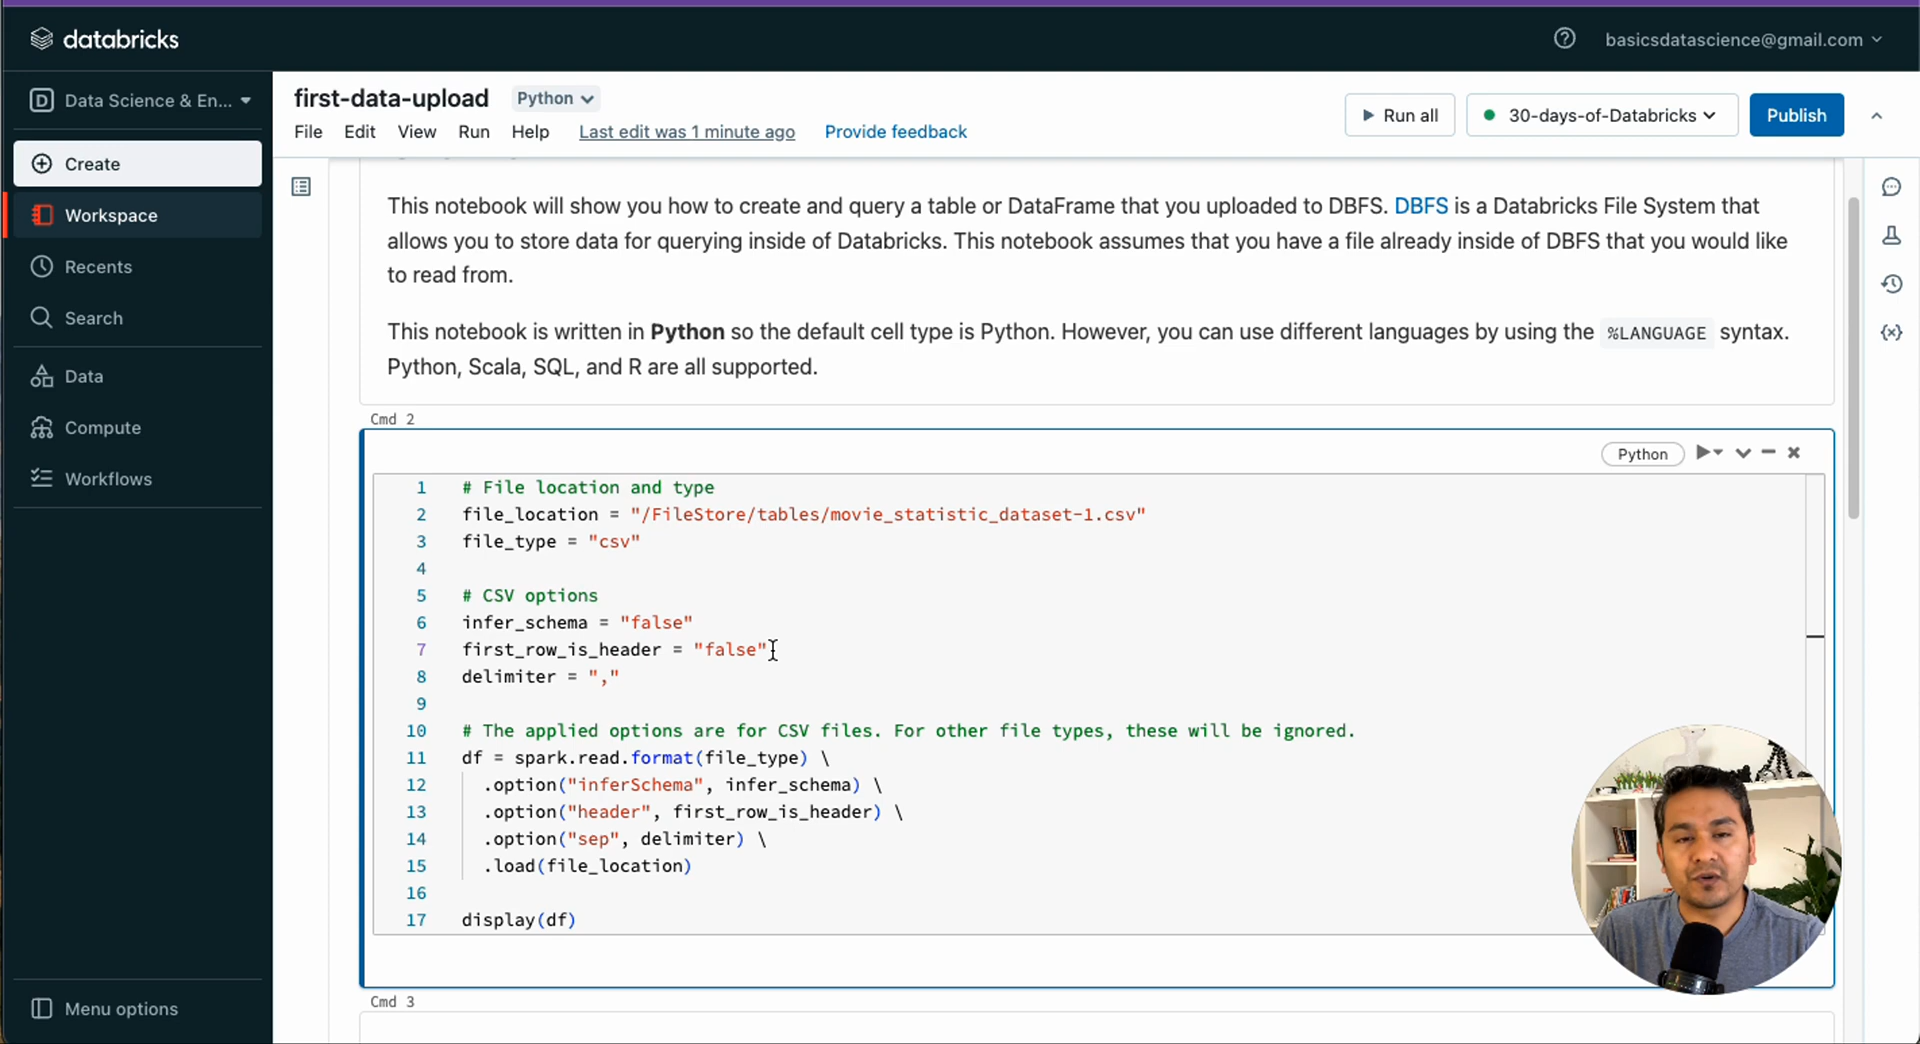 databricks
basicsdatascience@gmail.com
D Data Science & En...
first-data-upload Python
Run all
30-days-of-Databricks
Publish
File Edit View Run Help Last edit was 1 minute ago Provide feedback
Create
Workspace
Recents
Search
Data
Compute
Workflows
Menu options
This notebook will show you how to create and query a table or DataFrame that you uploaded to DBFS. DBFS is a Databricks File System that
allows you to store data for querying inside of Databricks. This notebook assumes that you have a file already inside of DBFS that you would like
to read from.
This notebook is written in Python so the default cell type is Python. However, you can use different languages by using the %LANGUAGE syntax.
Python, Scala, SQL, and R are all supported.
Cmd 2
Python
1 # File location and type
2 file_location = "/FileStore/tables/movie_statistic_dataset-1.csv"
3 file_type = "csv"
4
5 # CSV options
6 infer_schema = "false"
7 first_row_is_header = "false"
8 delimiter = ","
9
10 # The applied options are for CSV files. For other file types, these will be ignored.
11 df = spark.read.format(file_type) \
12 .option("inferSchema", infer_schema) \
13 .option("header", first_row_is_header) \
14 .option("sep", delimiter) \
15 .load(file_location)
16
17 display(df)
Cmd 3